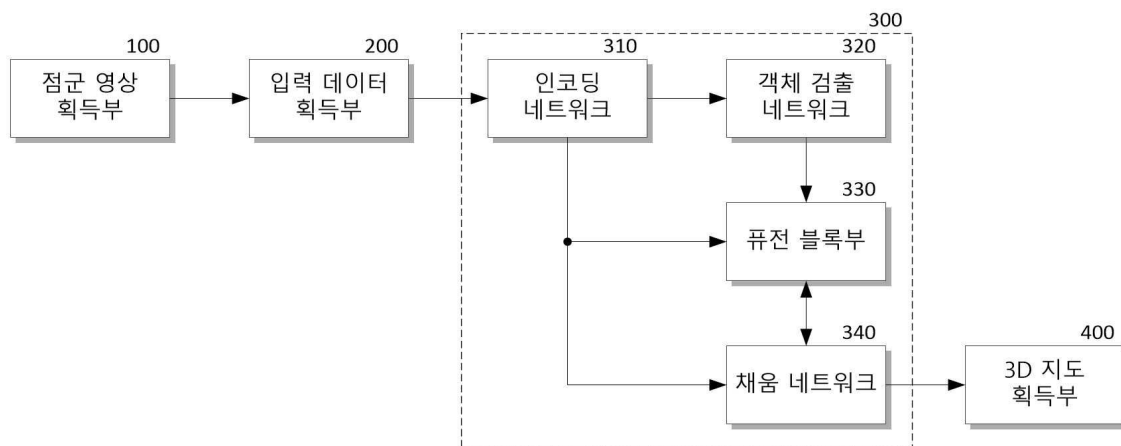 300
100
점군 영상
획득부
200
입력 데이터
획득부
310
인코딩
네트워크
320
객체 검출
네트워크
330
퓨전 블록부
340
채움 네트워크
400
3D 지도
획득부